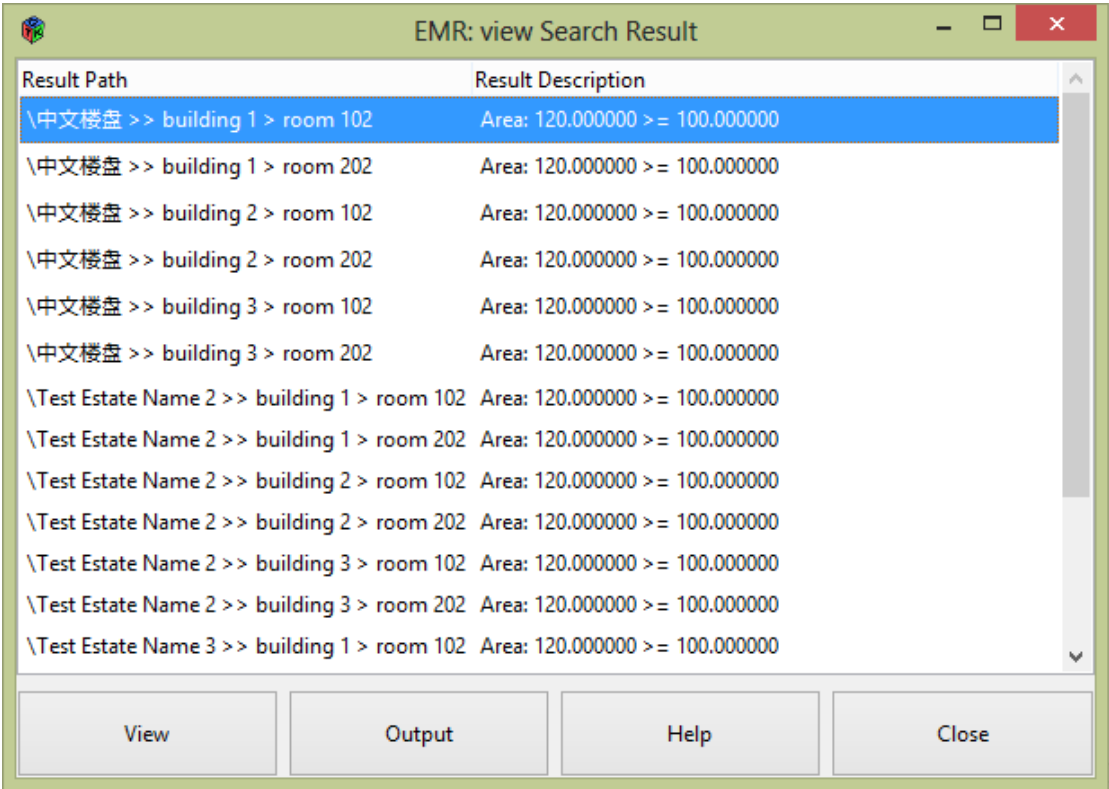 EMR: view Search Result
Result Path Result Description
\中文楼盘 >> building 1 > room 102 Area: 120.000000 >= 100.000000
\中文楼盘 >> building 1 > room 202 Area: 120.000000 >= 100.000000
\中文楼盘 >> building 2 > room 102 Area: 120.000000 >= 100.000000
\中文楼盘 >> building 2 > room 202 Area: 120.000000 >= 100.000000
\中文楼盘 >> building 3 > room 102 Area: 120.000000 >= 100.000000
\中文楼盘 >> building 3 > room 202 Area: 120.000000 >= 100.000000
\Test Estate Name 2 >> building 1 > room 102 Area: 120.000000 >= 100.000000
\Test Estate Name 2 >> building 1 > room 202 Area: 120.000000 >= 100.000000
\Test Estate Name 2 >> building 2 > room 102 Area: 120.000000 >= 100.000000
\Test Estate Name 2 >> building 2 > room 202 Area: 120.000000 >= 100.000000
\Test Estate Name 2 >> building 3 > room 102 Area: 120.000000 >= 100.000000
\Test Estate Name 2 >> building 3 > room 202 Area: 120.000000 >= 100.000000
\Test Estate Name 3 >> building 1 > room 102 Area: 120.000000 >= 100.000000
View Output Help Close